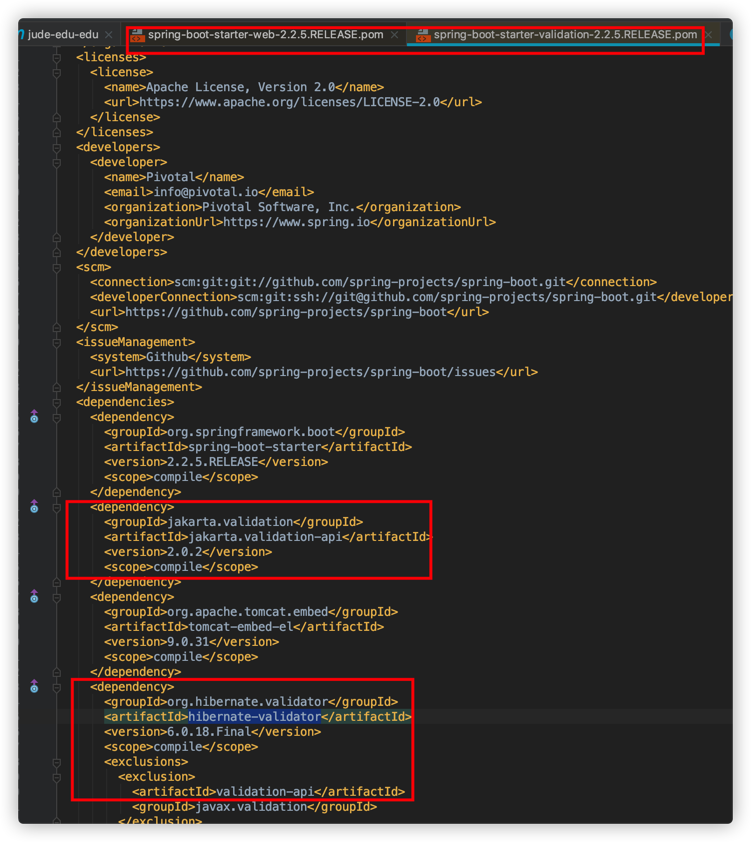 jude-edu-edu
spring-boot-starter-web-2.2.5.RELEASE.pom
spring-boot-starter-validation-2.2.5.RELEASE.pom
<licenses>
<license>
<name>Apache License, Version 2.0</name>
<url>https://www.apache.org/licenses/LICENSE-2.0</url>
</license>
</licenses>
<developers>
<developer>
<name>Pivotal</name>
<email>info@pivotal.io</email>
<organization>Pivotal Software, Inc.</organization>
<organizationUrl>https://www.spring.io</organizationUrl>
</developer>
</developers>
<scm>
<connection>scm:git:git://github.com/spring-projects/spring-boot.git</connection>
<developerConnection>scm:git:ssh://git@github.com/spring-projects/spring-boot.git</developer
<url>https://github.com/spring-projects/spring-boot</url>
</scm>
<issueManagement>
<system>Github</system>
<url>https://github.com/spring-projects/spring-boot/issues</url>
</issueManagement>
<dependencies>
<dependency>
<groupId>org.springframework.boot</groupId>
<artifactId>spring-boot-starter</artifactId>
<version>2.2.5.RELEASE</version>
<scope>compile</scope>
</dependency>
<dependency>
<groupId>jakarta.validation</groupId>
<artifactId>jakarta.validation-api</artifactId>
<version>2.0.2</version>
<scope>compile</scope>
</dependency>
<dependency>
<groupId>org.apache.tomcat.embed</groupId>
<artifactId>tomcat-embed-el</artifactId>
<version>9.0.31</version>
<scope>compile</scope>
</dependency>
<dependency>
<groupId>org.hibernate.validator</groupId>
<artifactId>hibernate-validator</artifactId>
<version>6.0.18.Final</version>
<scope>compile</scope>
<exclusions>
<exclusion>
<artifactId>validation-api</artifactId>
<groupId>javax.validation</groupId>
</exclusion>